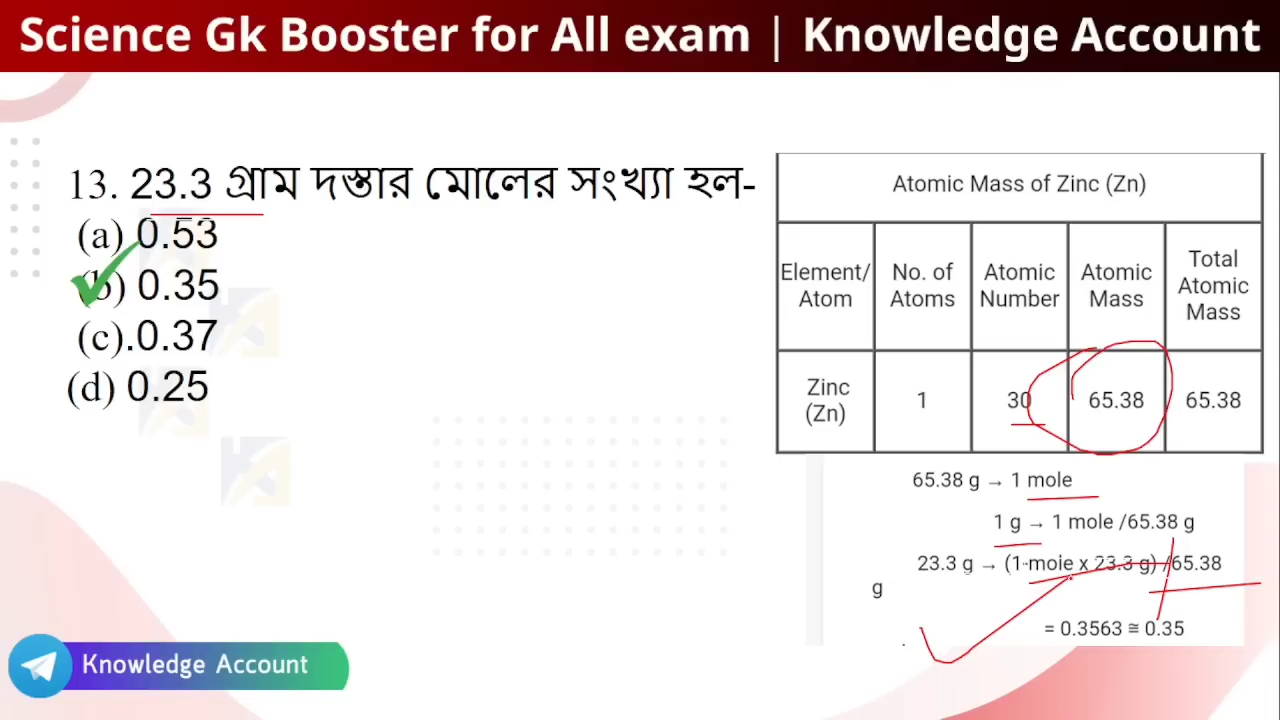 Science Gk Booster for All exam | Knowledge Account
13. 23.3 গ্রাম দস্তার মোলের সংখ্যা হল-
(a) 0.53
(b) 0.35
(c).0.37
(d) 0.25
Atomic Mass of Zinc (Zn)
Element/ Atom No. of Atoms Atomic Number Atomic Mass Total Atomic Mass
Zinc (Zn) 1 30 65.38 65.38
65.38 g → 1 mole
1 g → 1 mole /65.38 g
23.3 g → (1 mole x 23.3 g) /65.38
g
= 0.3563 ≅ 0.35
Knowledge Account